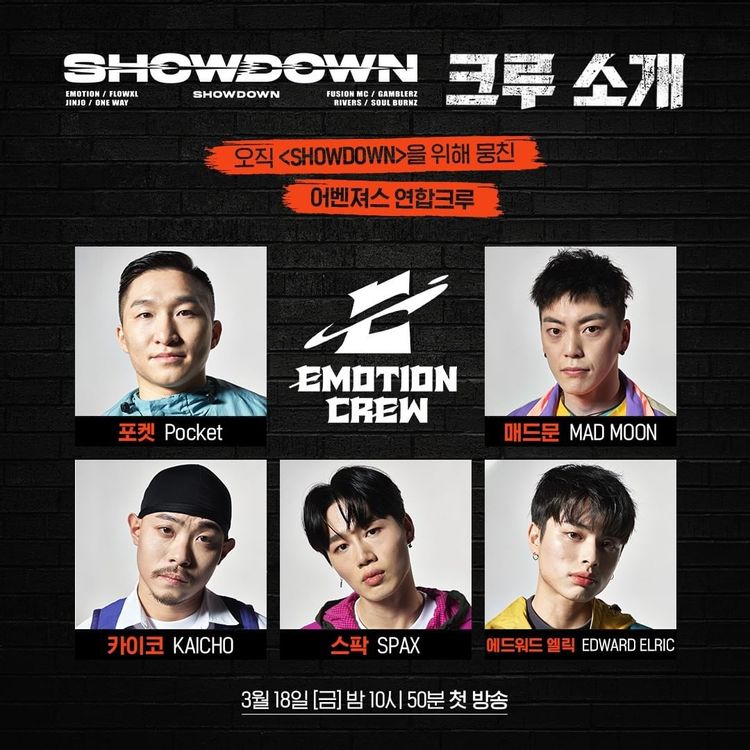 SHOWDOWN 크루 소개
EMOTION / FLOWXL
JINJO / ONE WAY
SHOWDOWN
FUSION MC / GAMBLERZ
RIVERS / SOUL BURNZ
오직 <SHOWDOWN>을 위해 뭉친
어벤져스 연합크루
EMOTION
CREW
포켓 Pocket
매드문 MAD MOON
카이코 KAICHO
스팍 SPAX
에드워드 엘릭 EDWARD ELRIC
3월 18일 [금] 밤 10시 50분 첫 방송